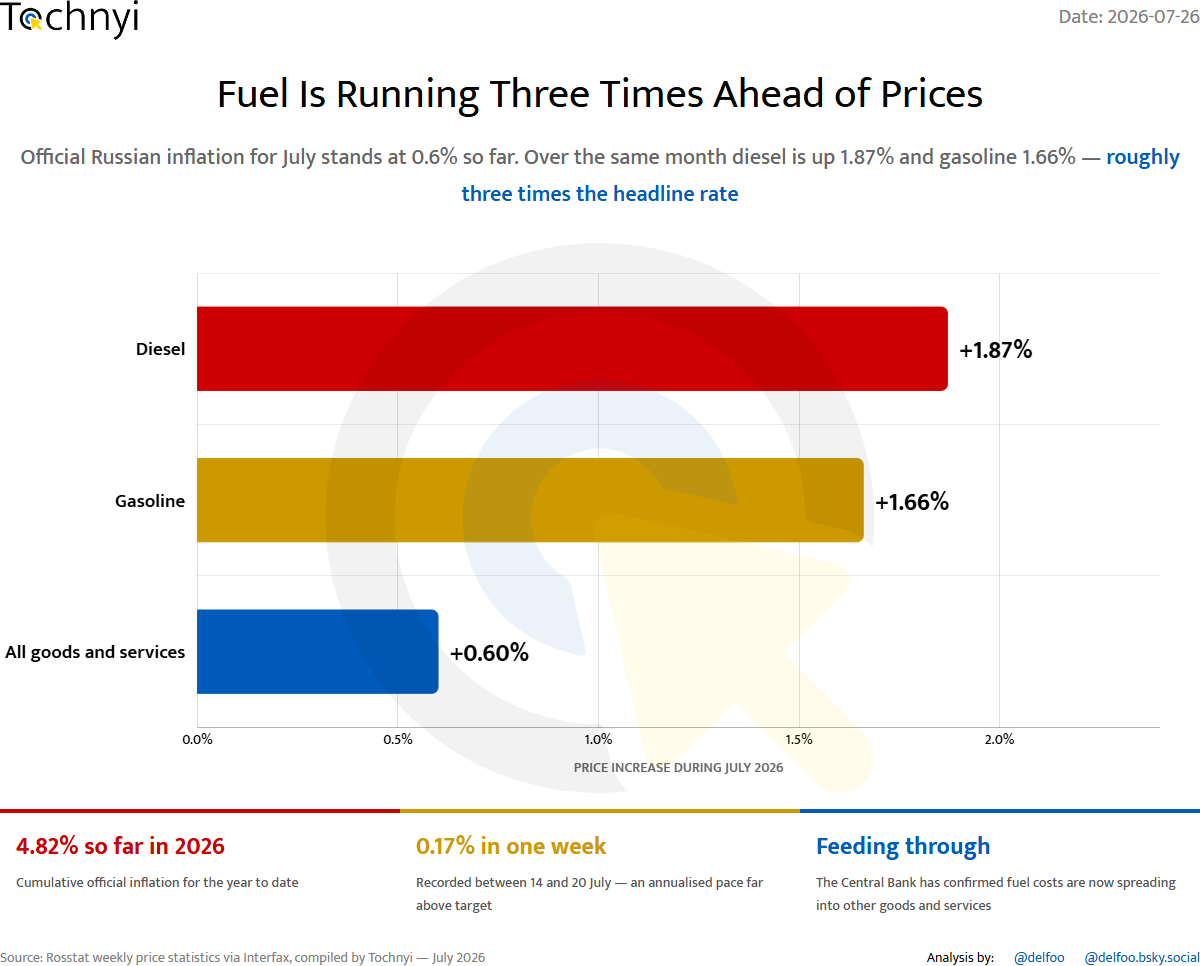 Tochnyi
Date: 2026-07-26
Fuel Is Running Three Times Ahead of Prices
Official Russian inflation for July stands at 0.6% so far. Over the same month diesel is up 1.87% and gasoline 1.66% — roughly
three times the headline rate
Diesel
+1.87%
Gasoline
+1.66%
All goods and services
+0.60%
0.0% 0.5% 1.0% 1.5% 2.0%
PRICE INCREASE DURING JULY 2026
4.82% so far in 2026
Cumulative official inflation for the year to date
0.17% in one week
Recorded between 14 and 20 July — an annualised pace far
above target
Feeding through
The Central Bank has confirmed fuel costs are now spreading
into other goods and services
Source: Rosstat weekly price statistics via Interfax, compiled by Tochnyi — July 2026
Analysis by: @delfoo @delfoo.bsky.social